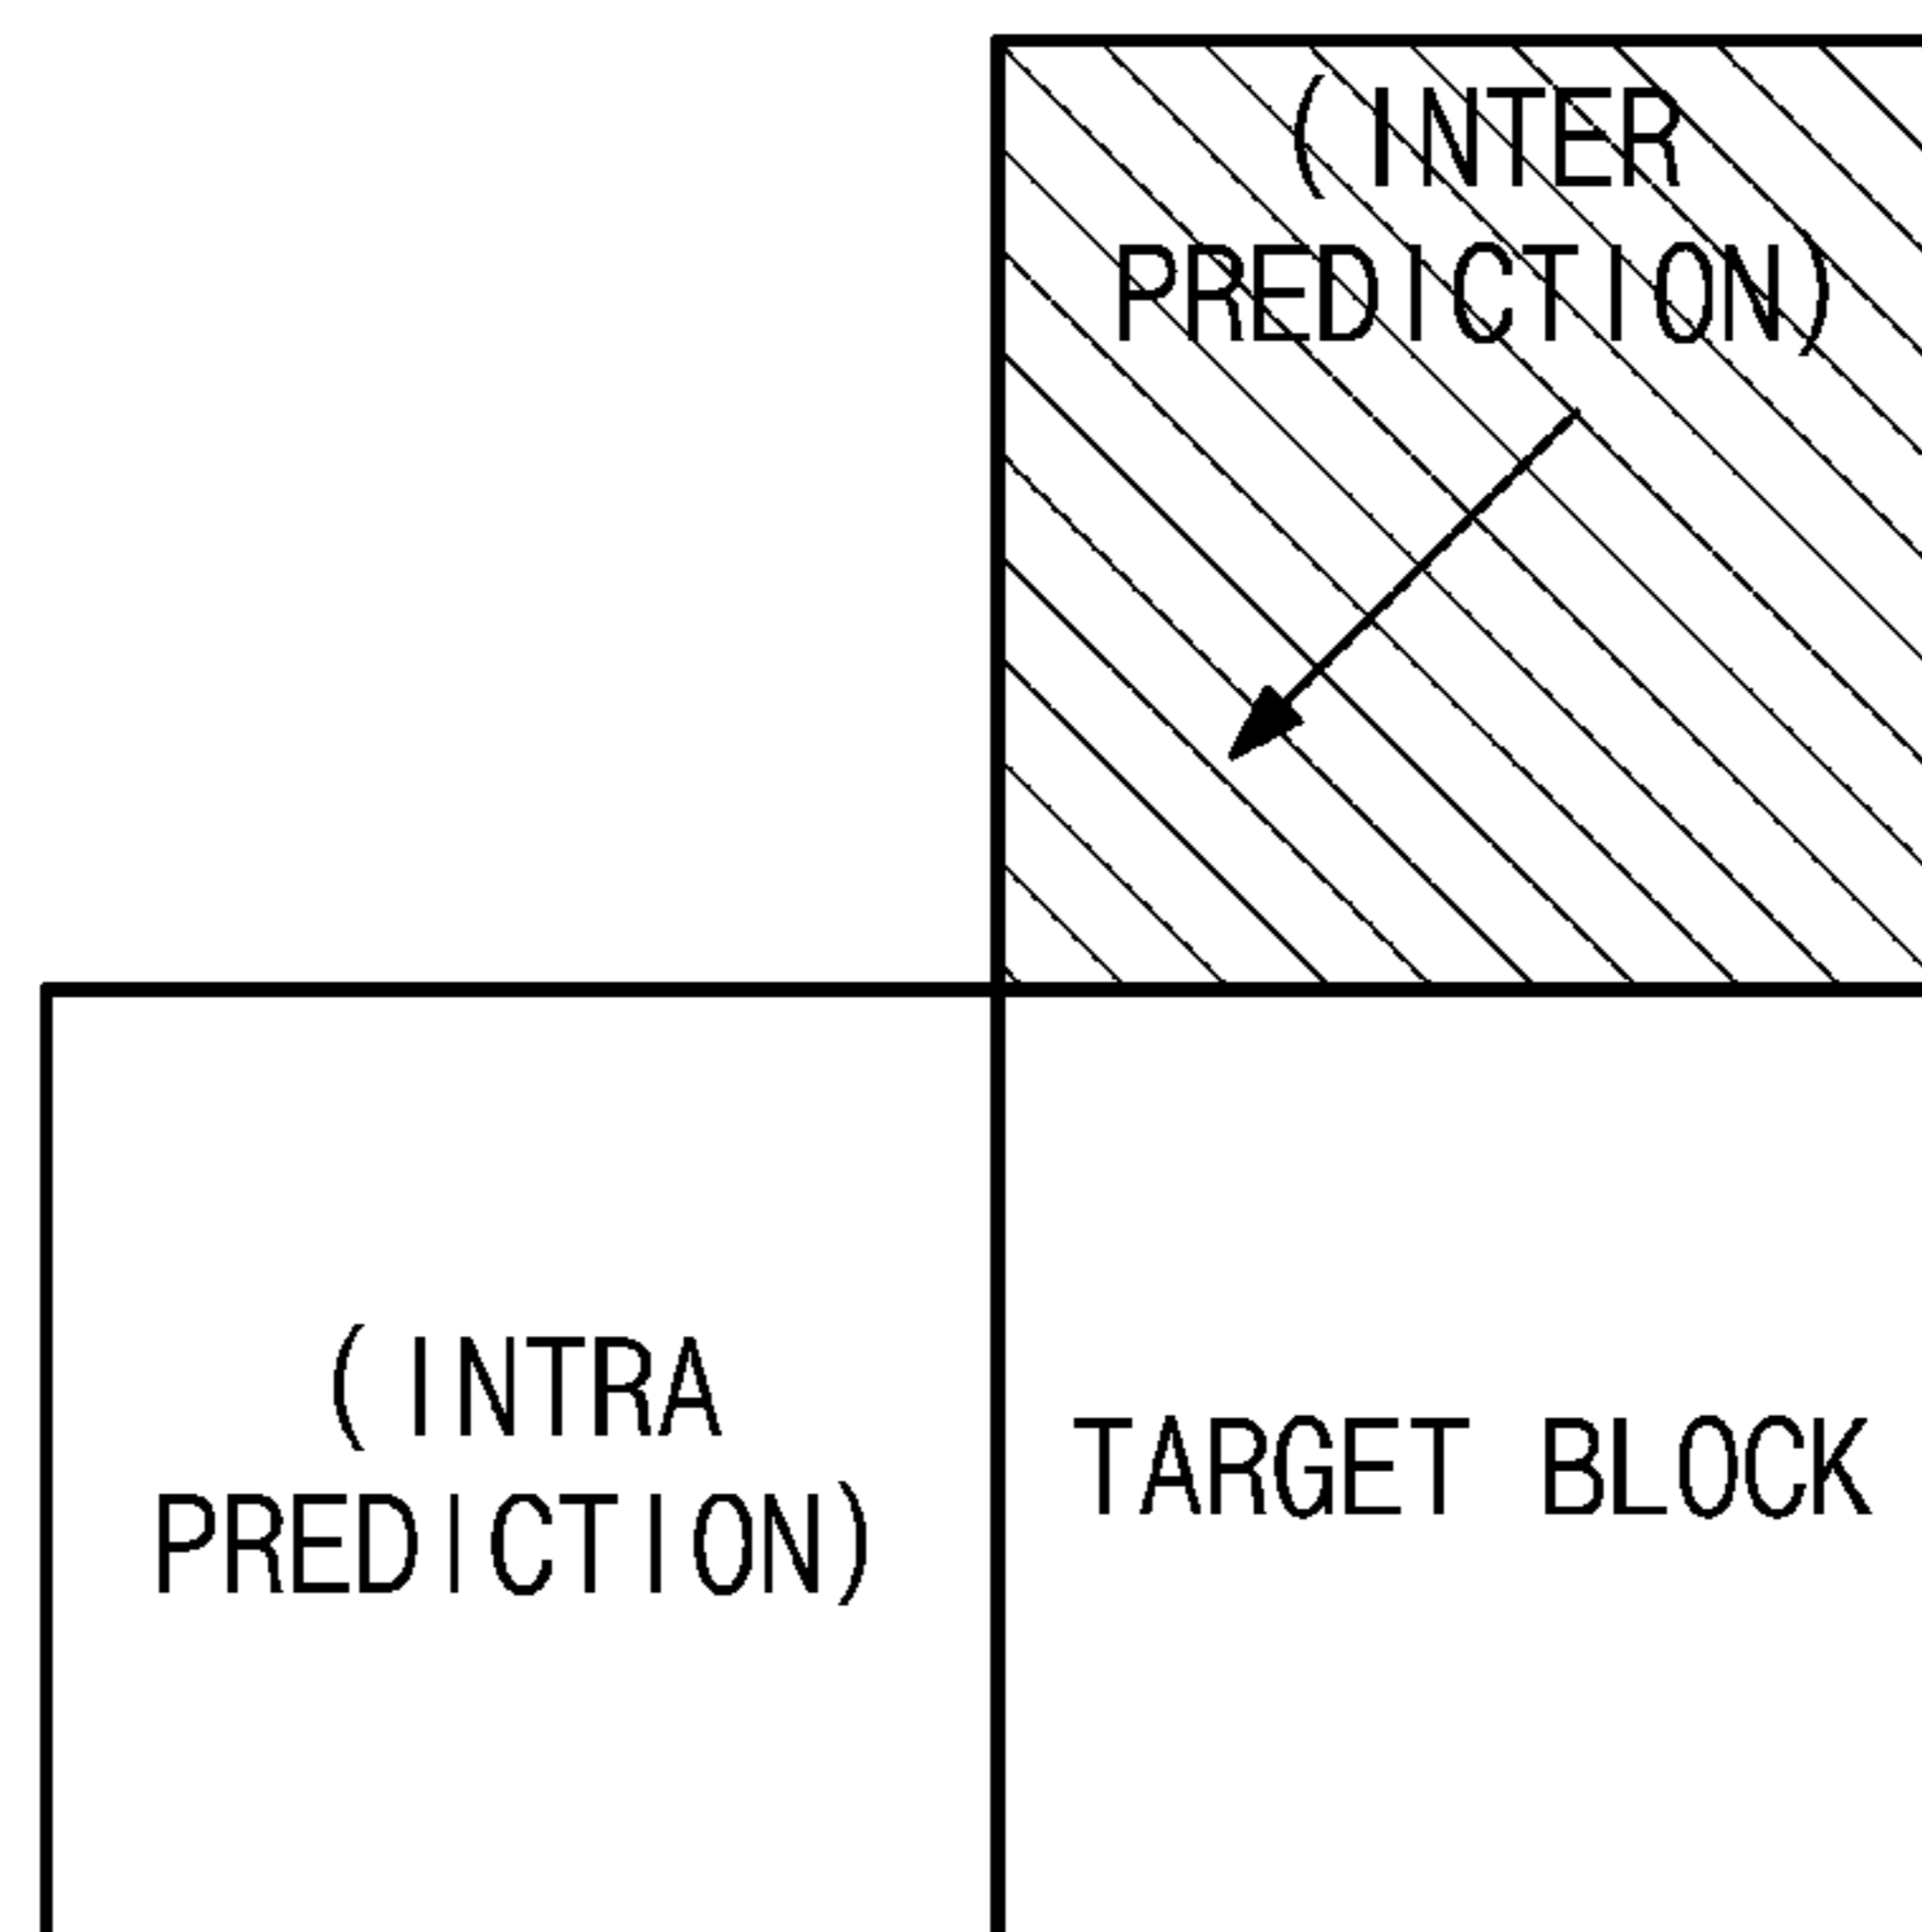 (INTER
PREDICTION)
(INTRA
PREDICTION)
TARGET BLOCK